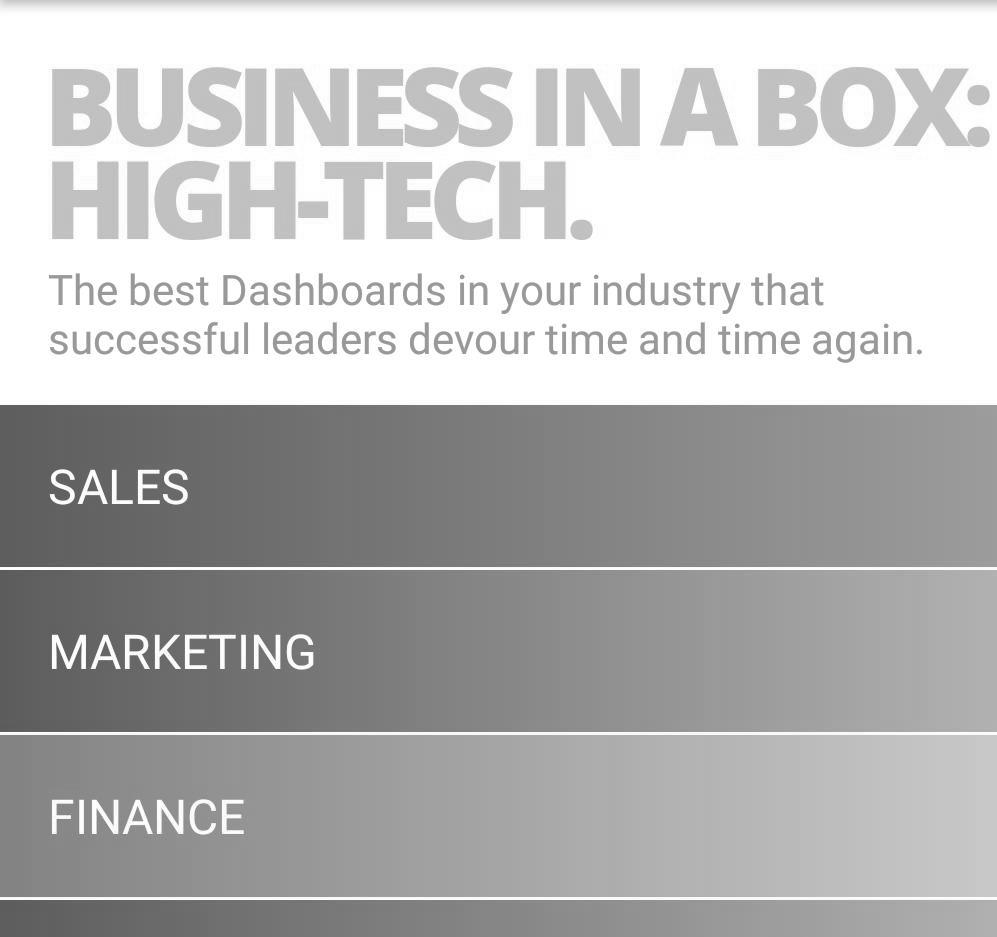 BUSINESS IN A BOX:
HIGH-TECH.
The best Dashboards in your industry that
successful leaders devour time and time again.
SALES
MARKETING
FINANCE